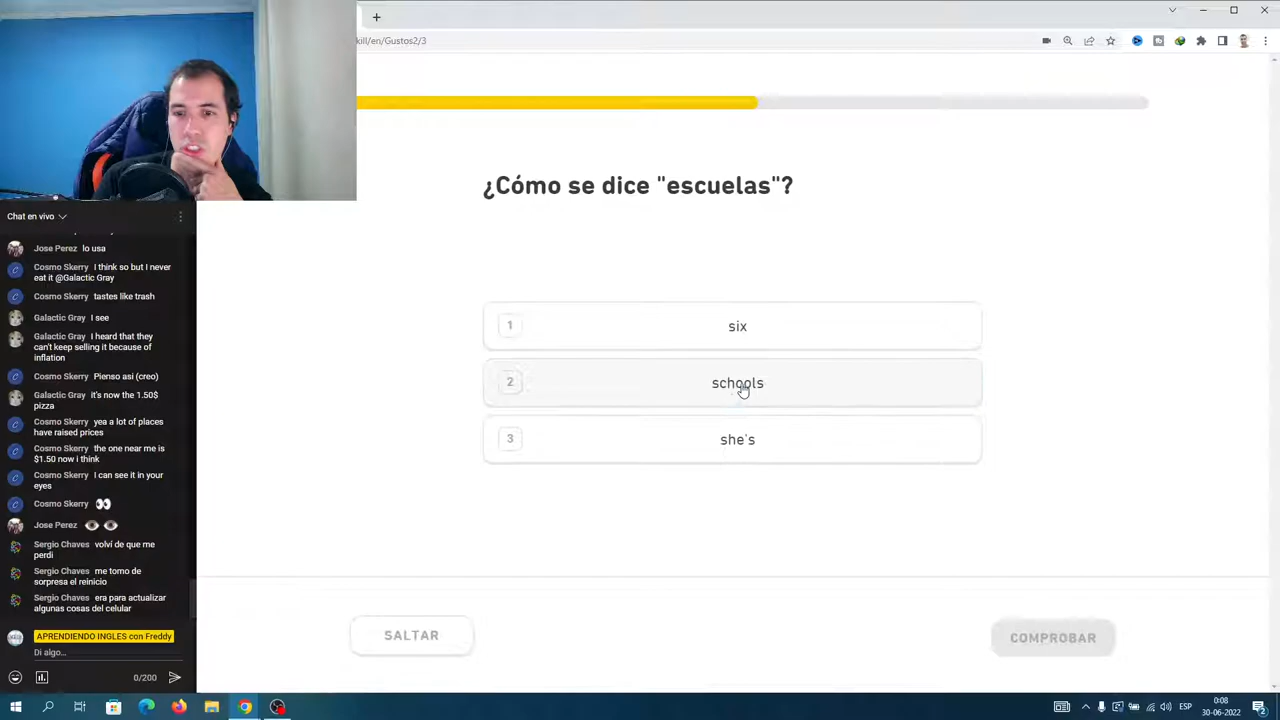 kill/en/Gustos2/3
¿Cómo se dice "escuelas"?
1 six
2 schools
3 she's
SALTAR
COMPROBAR
Chat en vivo
Jose Perez lo usa
Cosmo Skerry I think so but I never
eat it @Galactic Gray
Cosmo Skerry tastes like trash
Galactic Gray I see
Galactic Gray I heard that they
can't keep selling it because of
inflation
Cosmo Skerry Pienso asi (creo)
Galactic Gray it's now the 1.50$
pizza
Cosmo Skerry yea a lot of places
have raised prices
Cosmo Skerry the one near me is
$1.50 now i think
Cosmo Skerry I can see it in your
eyes
Cosmo Skerry 👀
Jose Perez 👁 👁
Sergio Chaves volví de que me
perdi
Sergio Chaves me tomo de
sorpresa el reinicio
Sergio Chaves era para actualizar
algunas cosas del celular
APRENDIENDO INGLES con Freddy
Di algo...
0/200
ESP
0:08
30-06-2022
2